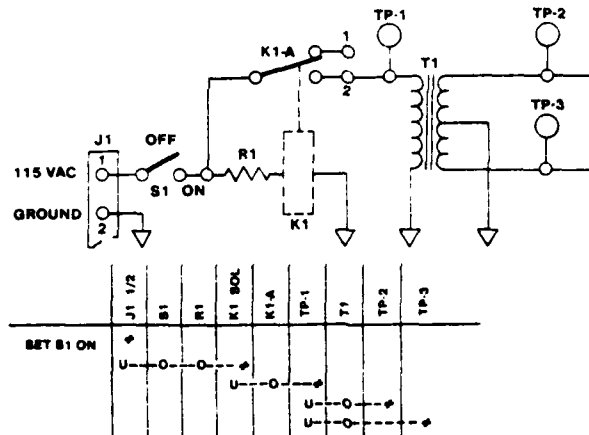 TP-1
TP-2
K1-A
1
2
T1
TP-3
J1
OFF
R1
115 VAC
1
S1
ON
GROUND
2
K1
J1 1/2
S1
R1
K1 SOL
K1-A
TP-1
T1
TP-2
TP-3
SET S1 ON
U---O---O---
U---O---
U---O---
U---O---